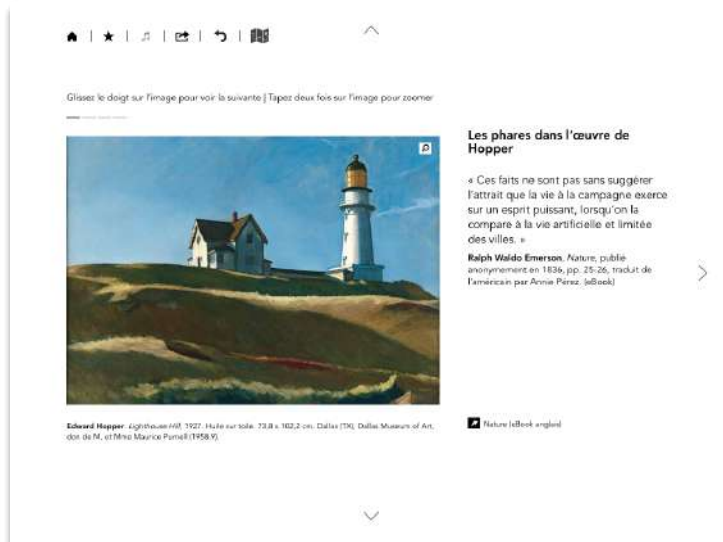 Glissez le doigt sur l'image pour voir la suivante | Tapez deux fois sur l'image pour zoomer
Les phares dans l'œuvre de
Hopper
« Ces faits ne sont pas sans suggérer
l'attrait que la vie à la campagne exerce
sur un esprit puissant, lorsqu'on la
compare à la vie artificielle et limitée
des villes. »
Ralph Waldo Emerson, Nature, publié
anonymement en 1836, pp. 25-26, traduit de
l'américain par Annie Pérez. (eBook)
Edward Hopper. Lighthouse Hill, 1927. Huile sur toile. 73,8 x 102,2 cm. Dallas (TX), Dallas Museum of Art,
don de M. et Mme Maurice Purnell (1958.9).
Nature (eBook anglais)